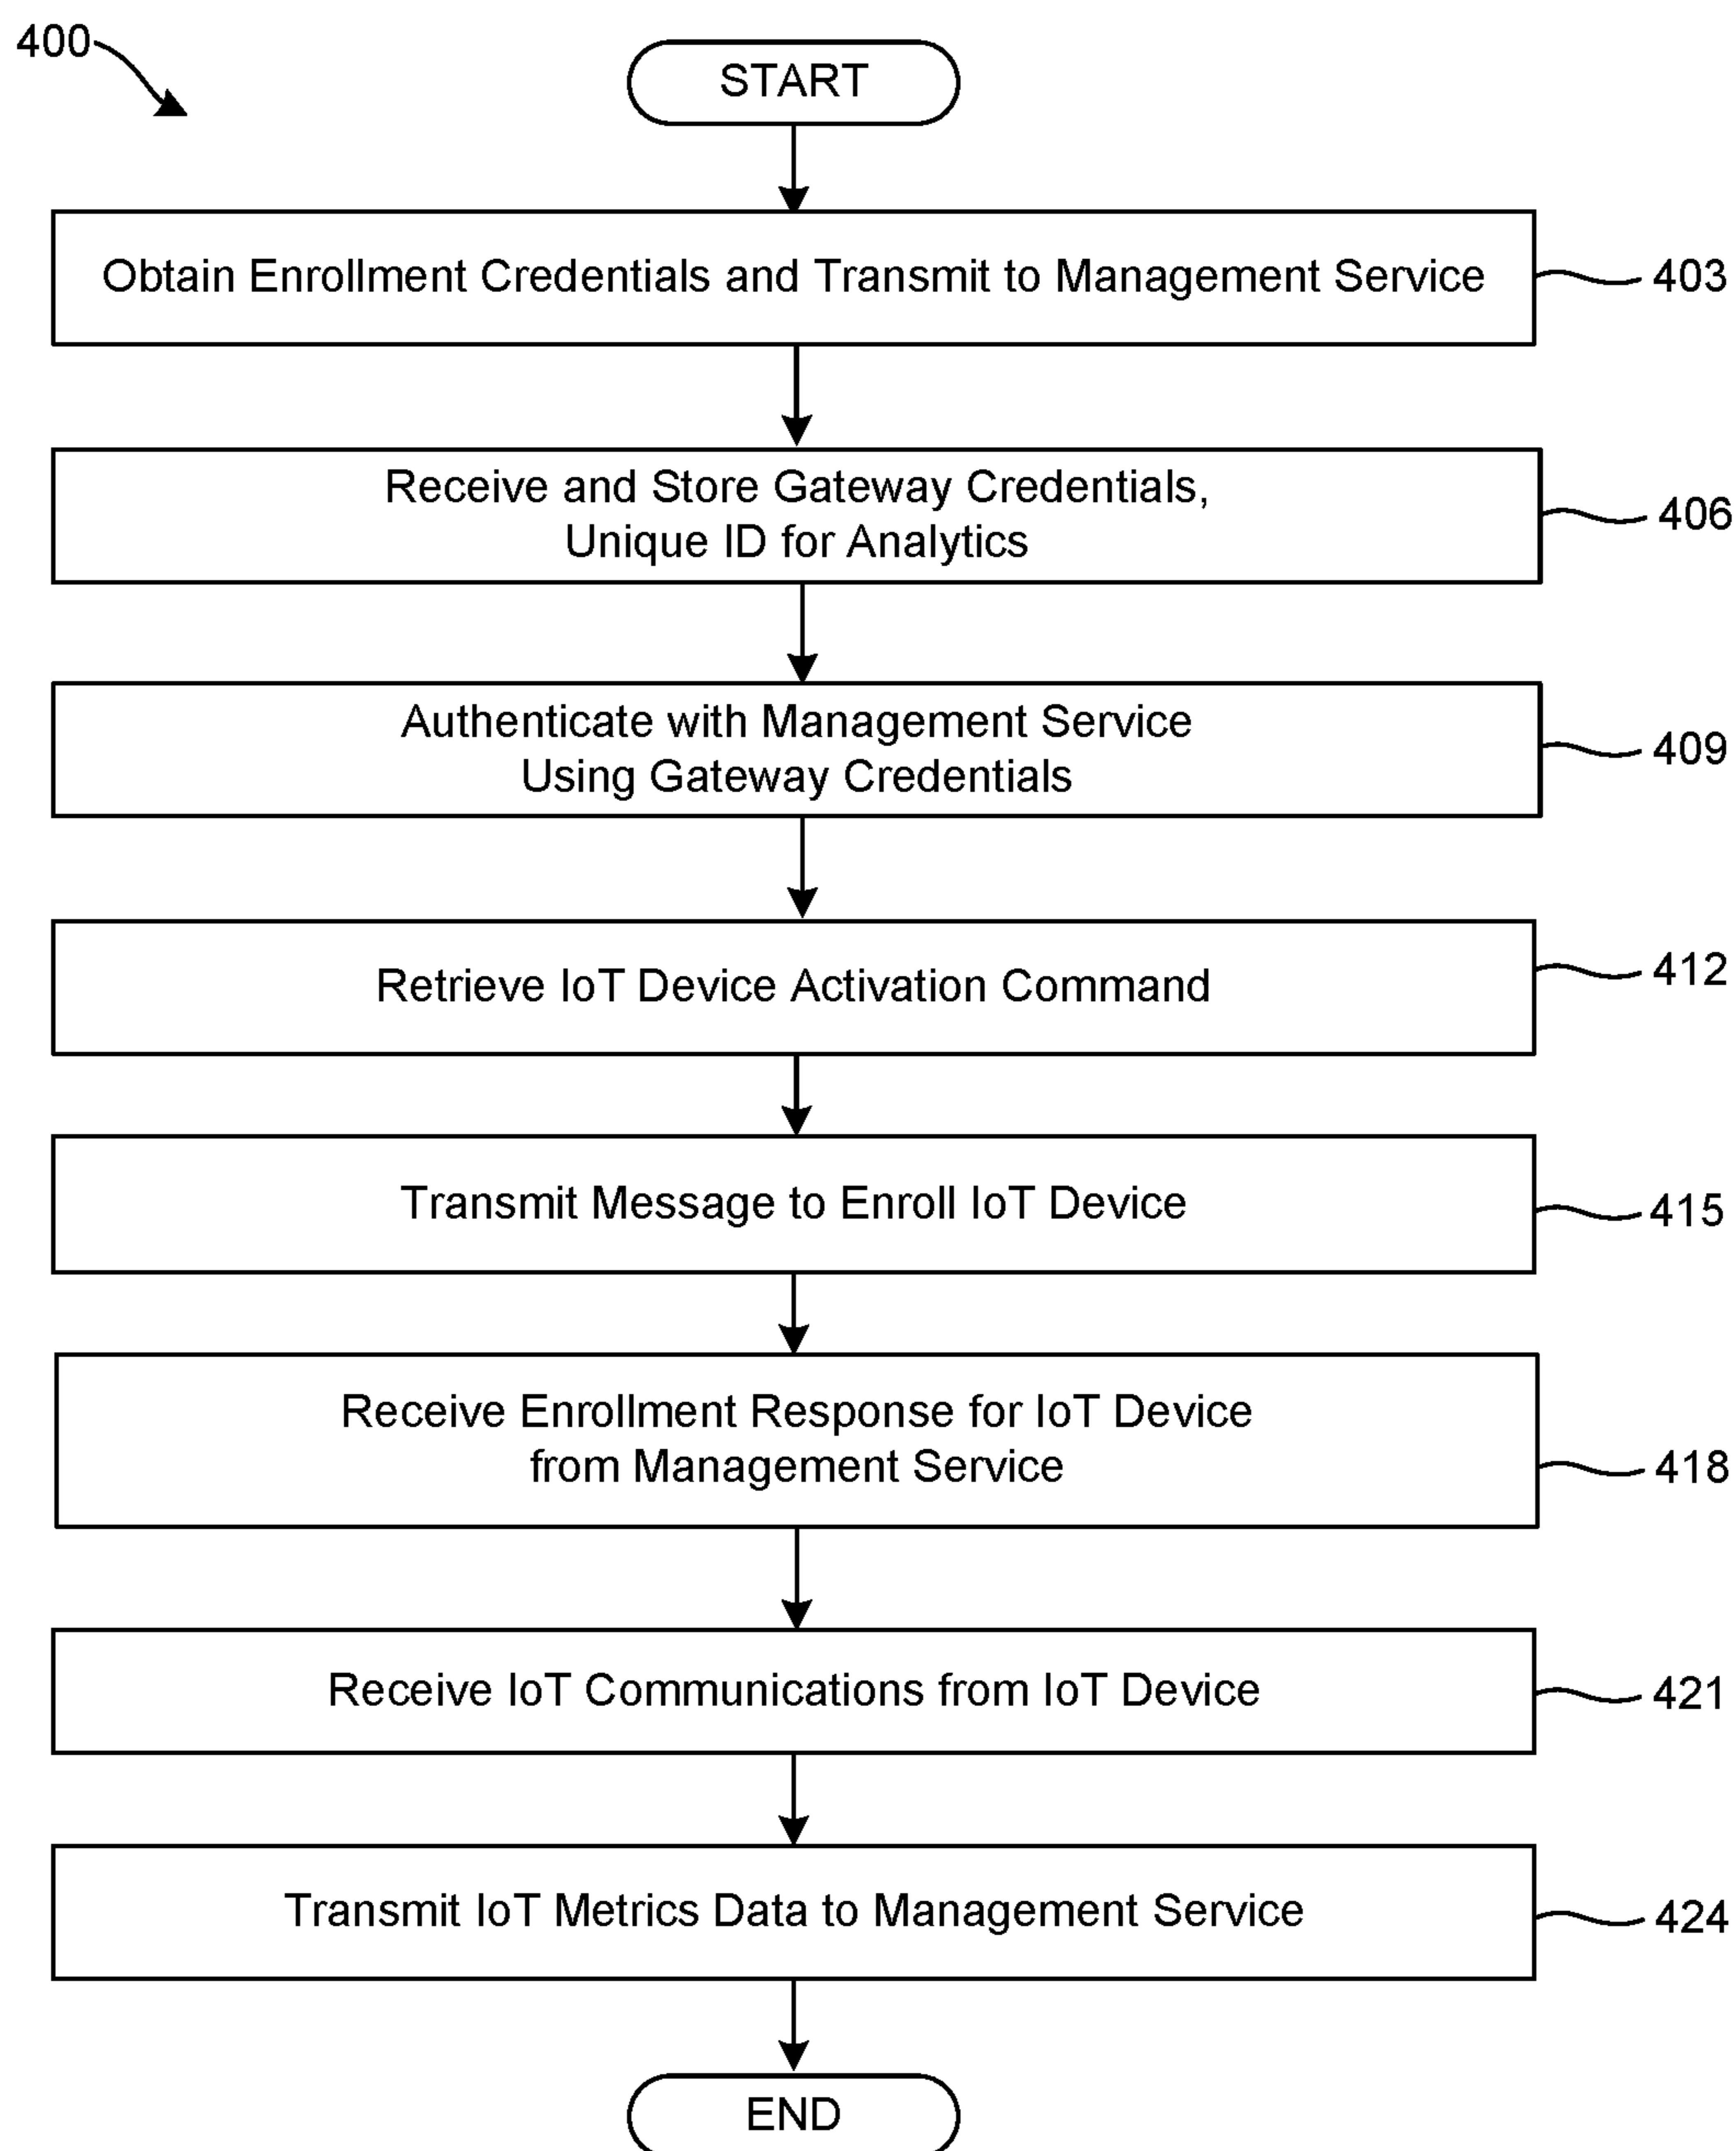 400
START
Obtain Enrollment Credentials and Transmit to Management Service
403
Receive and Store Gateway Credentials,
Unique ID for Analytics
406
Authenticate with Management Service
Using Gateway Credentials
409
Retrieve IoT Device Activation Command
412
Transmit Message to Enroll IoT Device
415
Receive Enrollment Response for IoT Device
from Management Service
418
Receive IoT Communications from IoT Device
421
Transmit IoT Metrics Data to Management Service
424
END